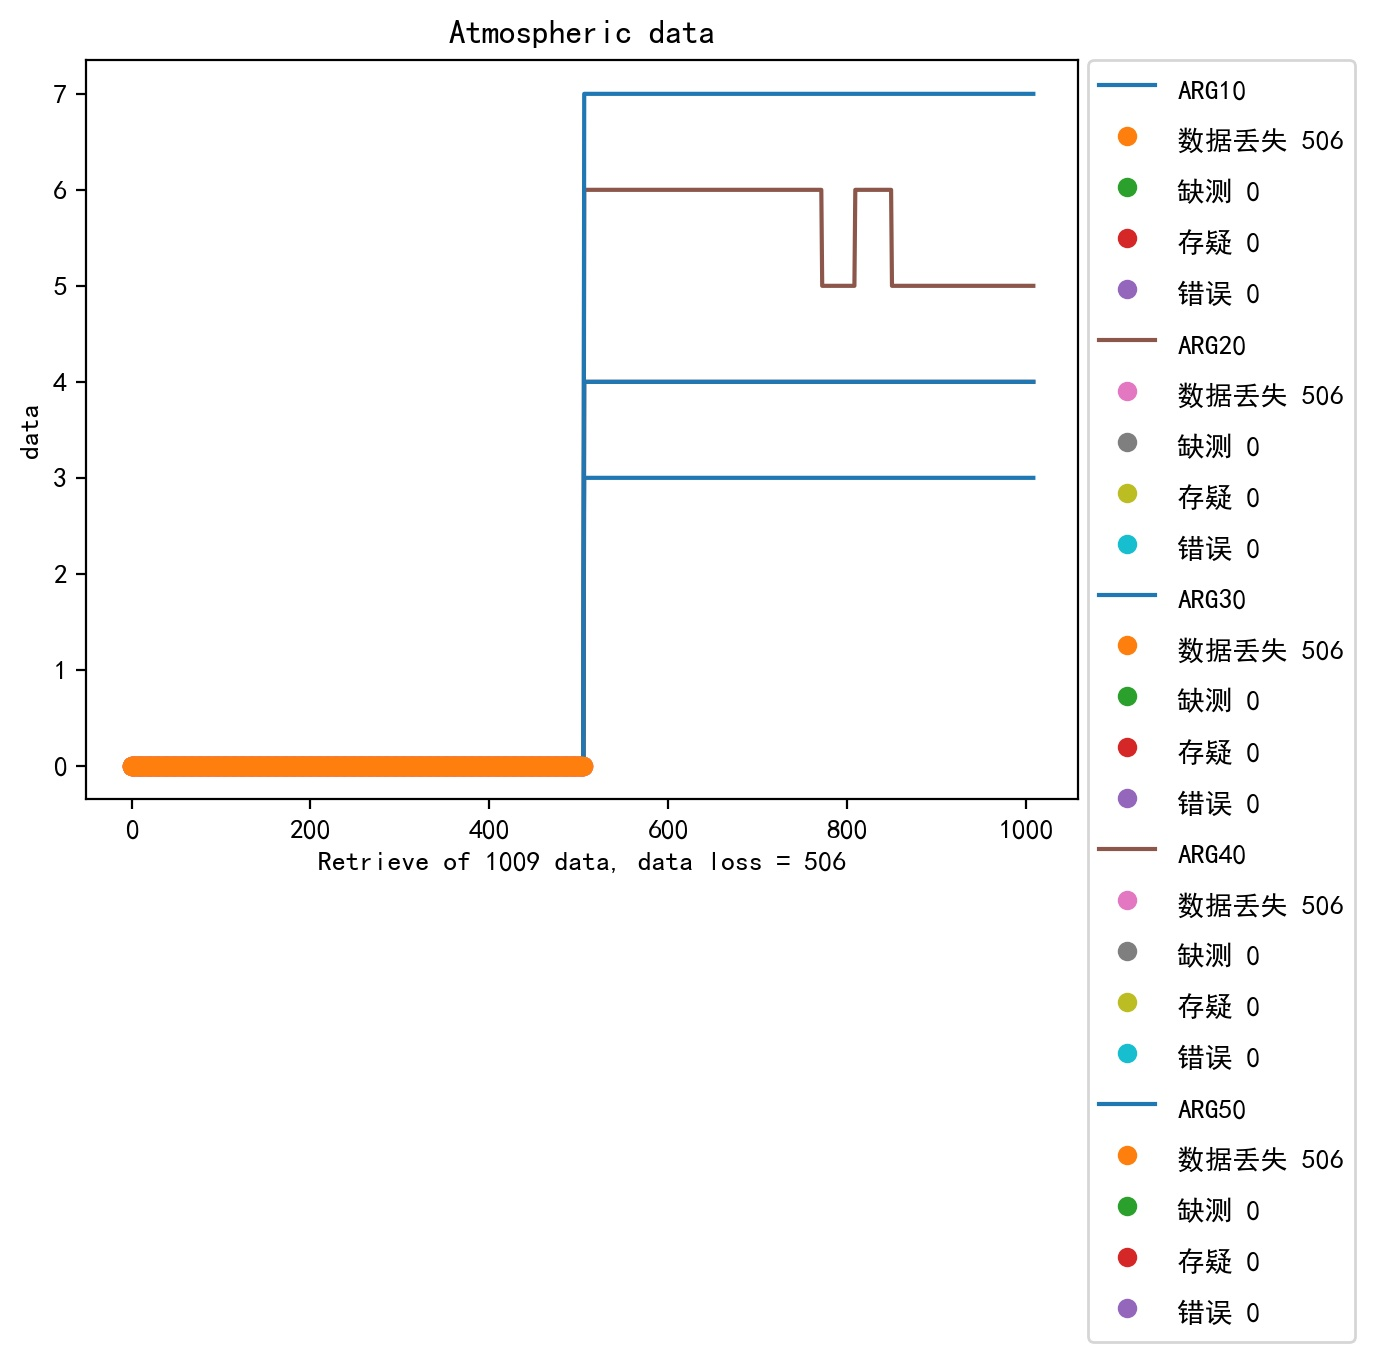 Atmospheric data
7
6
5
4
3
2
1
0
data
0 200 400 600 800 1000
Retrieve of 1009 data, data loss = 506
ARG10
数据丢失 506
缺测 0
存疑 0
错误 0
ARG20
数据丢失 506
缺测 0
存疑 0
错误 0
ARG30
数据丢失 506
缺测 0
存疑 0
错误 0
ARG40
数据丢失 506
缺测 0
存疑 0
错误 0
ARG50
数据丢失 506
缺测 0
存疑 0
错误 0